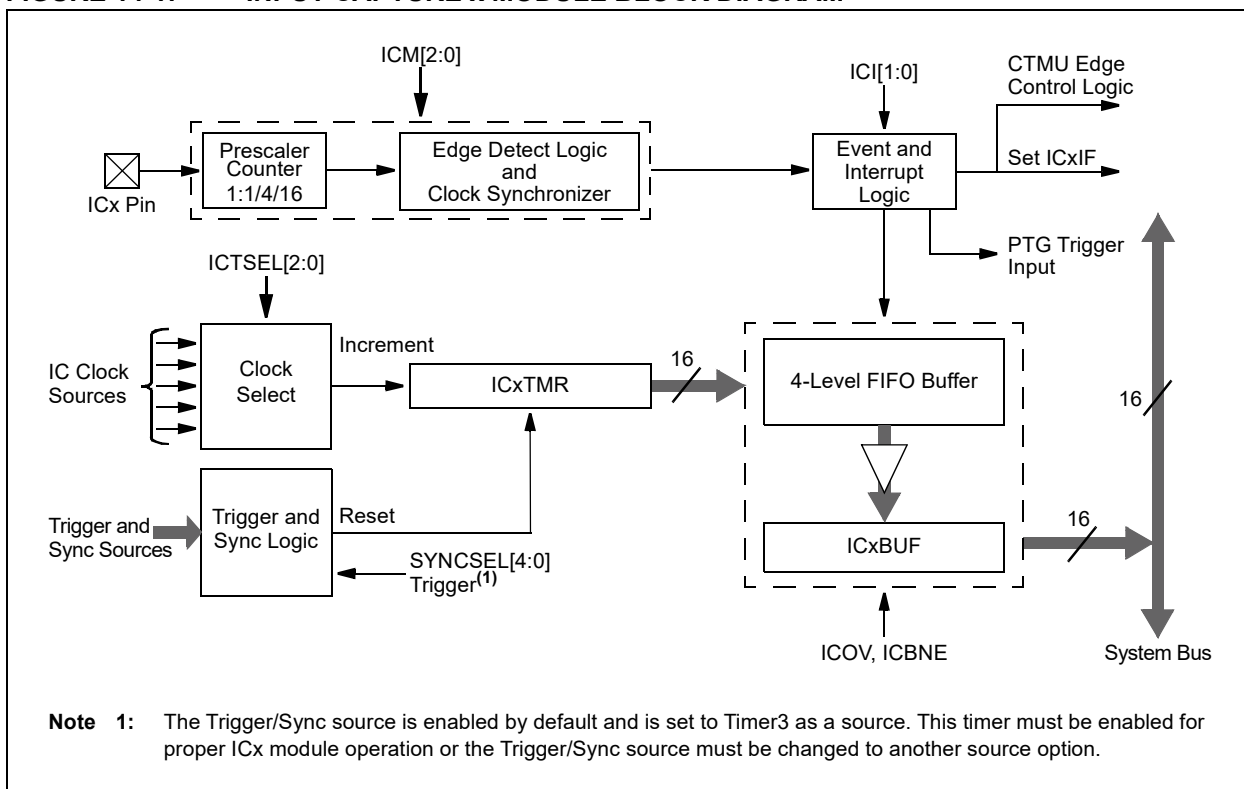 ICM[2:0]
ICI[1:0]
CTMU Edge
Control Logic
Prescaler
Counter
1:1/4/16
Edge Detect Logic
and
Clock Synchronizer
Event and
Interrupt
Logic
Set ICxIF
ICx Pin
PTG Trigger
Input
ICTSEL[2:0]
IC Clock
Sources
Clock
Select
Increment
ICxTMR
16
4-Level FIFO Buffer
16
Trigger and
Sync Sources
Trigger and
Sync Logic
Reset
SYNCSEL[4:0]
Trigger(1)
ICxBUF
16
ICOV, ICBNE
System Bus
Note 1: The Trigger/Sync source is enabled by default and is set to Timer3 as a source. This timer must be enabled for
proper ICx module operation or the Trigger/Sync source must be changed to another source option.